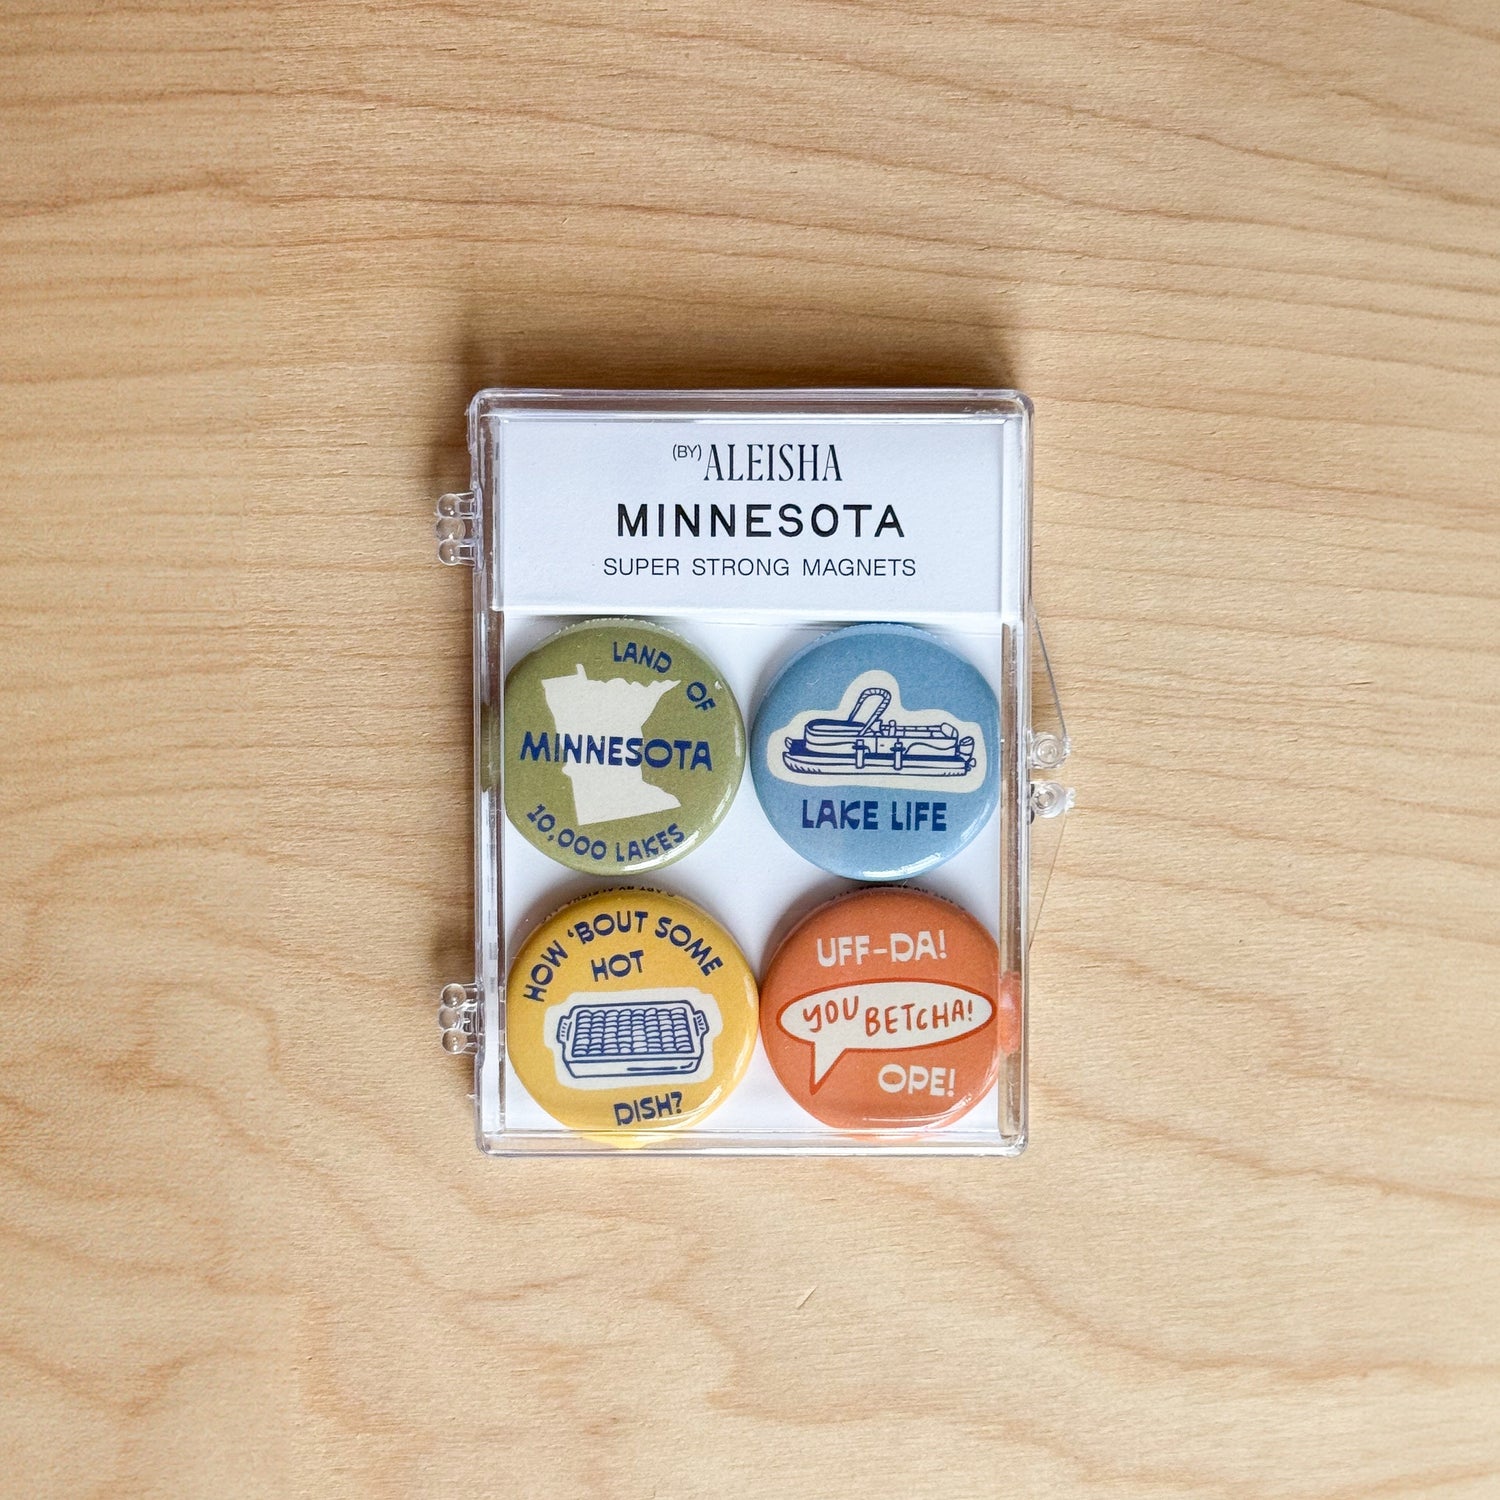 (BY) ALEISHA
MINNESOTA
SUPER STRONG MAGNETS
LAND OF
MINNESOTA
10,000 LAKES
LAKE LIFE
HOW 'BOUT SOME
HOT
DISH?
UFF-DA!
YOU BETCHA!
OPE!